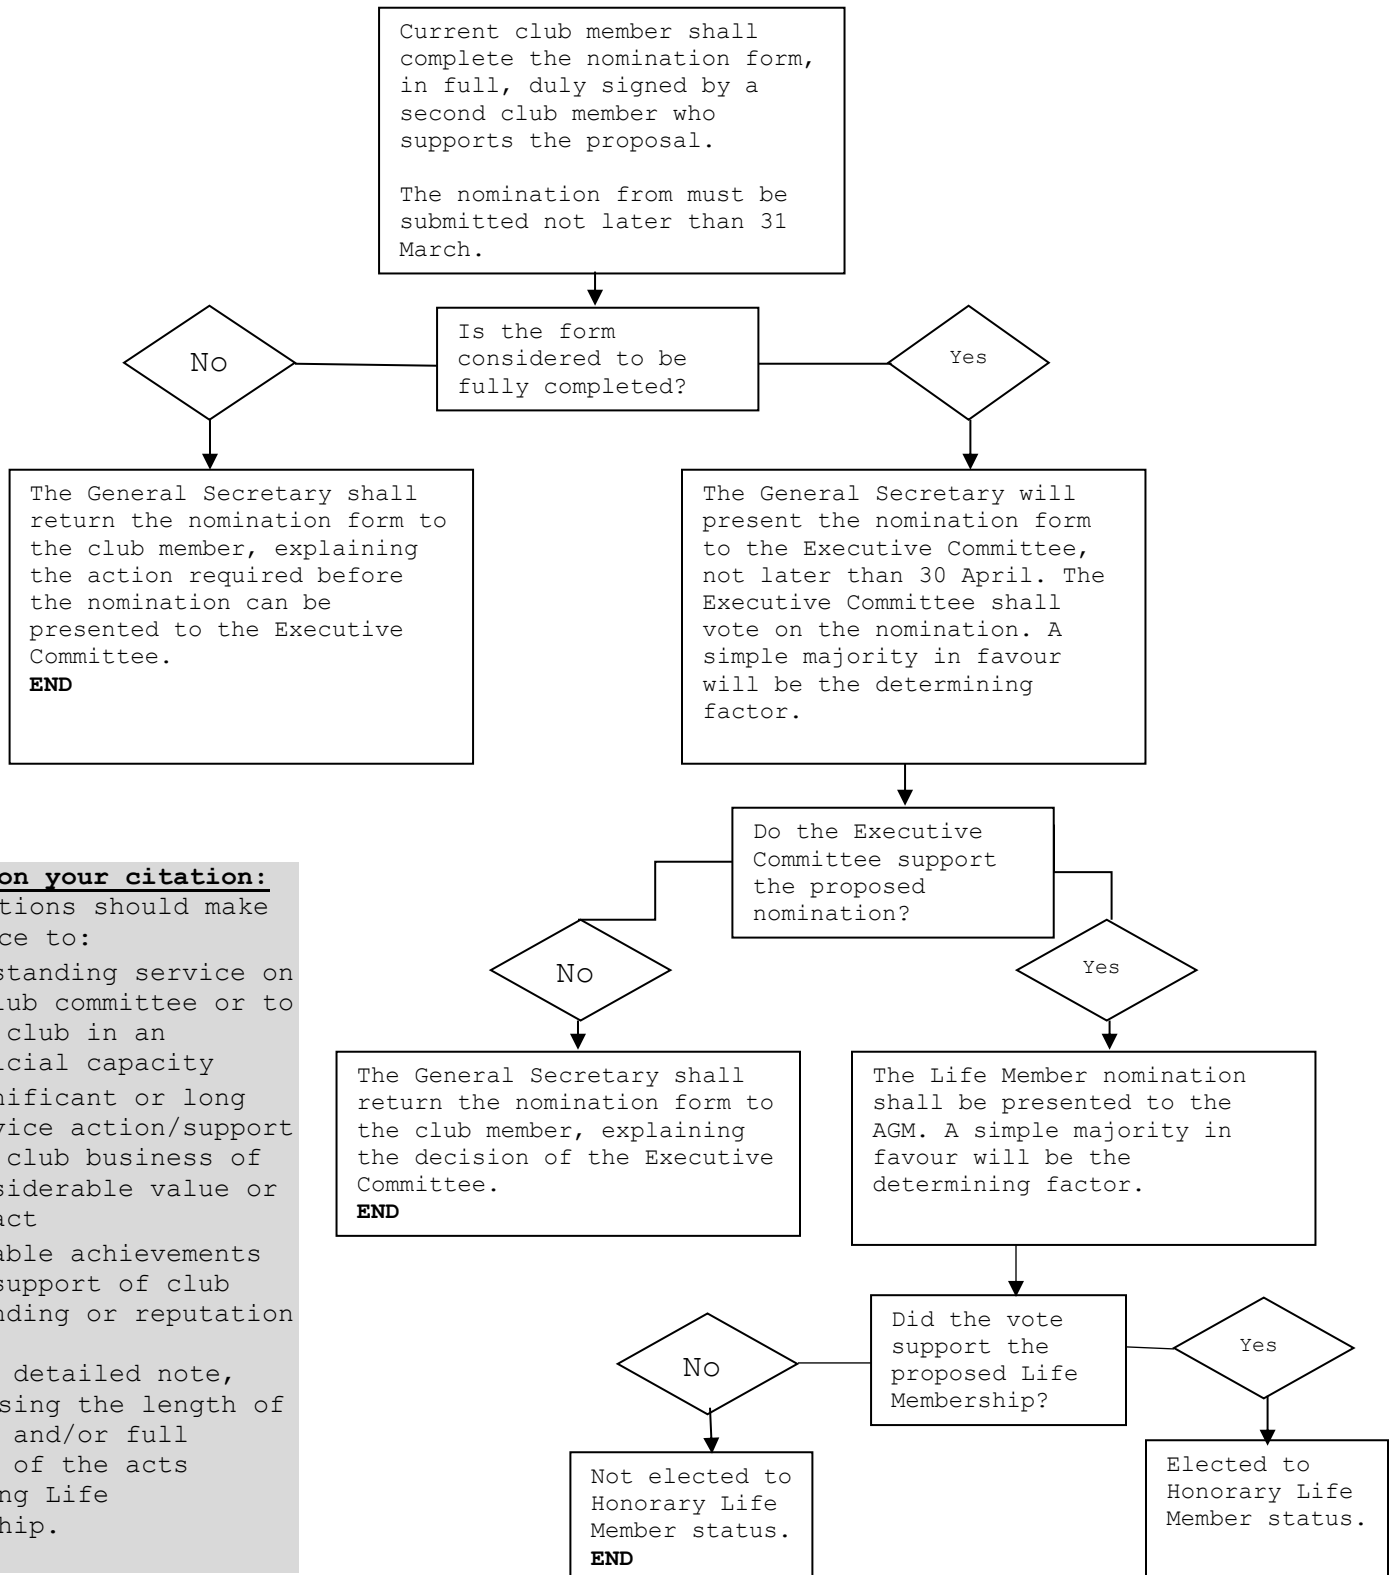 Current club member shall
complete the nomination form,
in full, duly signed by a
second club member who
supports the proposal.
The nomination from must be
submitted not later than 31
March.
Is the form
considered to be
fully completed?
No
Yes
The General Secretary shall
return the nomination form to
the club member, explaining
the action required before
the nomination can be
presented to the Executive
Committee.
END
The General Secretary will
present the nomination form
to the Executive Committee,
not later than 30 April. The
Executive Committee shall
vote on the nomination. A
simple majority in favour
will be the determining
factor.
Do the Executive
Committee support
the proposed
nomination?
No
Yes
The General Secretary shall
return the nomination form to
the club member, explaining
the decision of the Executive
Committee.
END
The Life Member nomination
shall be presented to the
AGM. A simple majority in
favour will be the
determining factor.
Did the vote
support the
proposed Life
Membership?
No
Yes
Not elected to
Honorary Life
Member status.
END
Elected to
Honorary Life
Member status.
on your citation:
tions should make
ce to:
standing service on
lub committee or to
club in an
icial capacity
nificant or long
vice action/support
club business of
siderable value or
act
able achievements
support of club
nding or reputation
detailed note,
sing the length of
and/or full
of the acts
ng Life
hip.